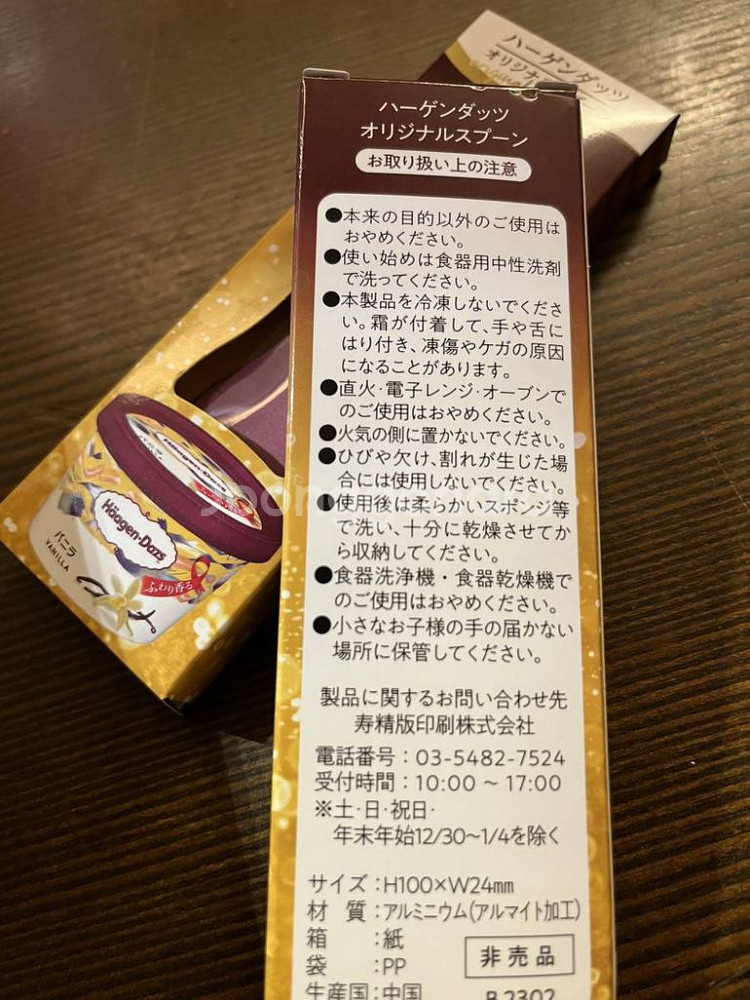 ハーゲンダッツ
オリジナルスプーン
お取り扱い上の注意
●本来の目的以外のご使用は
おやめください。
●使い始めは食器用中性洗剤
で洗ってください。
●本製品を冷凍しないでくださ
い。霜が付着して、手や舌に
はり付き、凍傷やケガの原因
になることがあります。
●直火・電子レンジ・オーブンで
のご使用はおやめください。
●火気の側に置かないでください。
●ひびや欠け、割れが生じた場
合には使用しないでください。
使用後は柔らかいスポンジ等
で洗い、十分に乾燥させてか
ら収納してください。
●食器洗浄機・食器乾燥機で
のご使用はおやめください。
●小さなお子様の手の届かない
場所に保管してください。
製品に関するお問い合わせ先
寿精版印刷株式会社
電話番号：03-5482-7524
受付時間：10:00 ～ 17:00
※土・日・祝日・
年末年始12/30～1/4を除く
サイズ：H100×W24mm
材　質：アルミニウム(アルマイト加工)
箱　　：紙
袋　　：PP
生産国：中国
非売品
B 2302
ハーゲンダッツ
オリジナ
Häagen-Dazs
バニラ
Häagen-Dazs
バニラ
VANILLA
ふわり香る